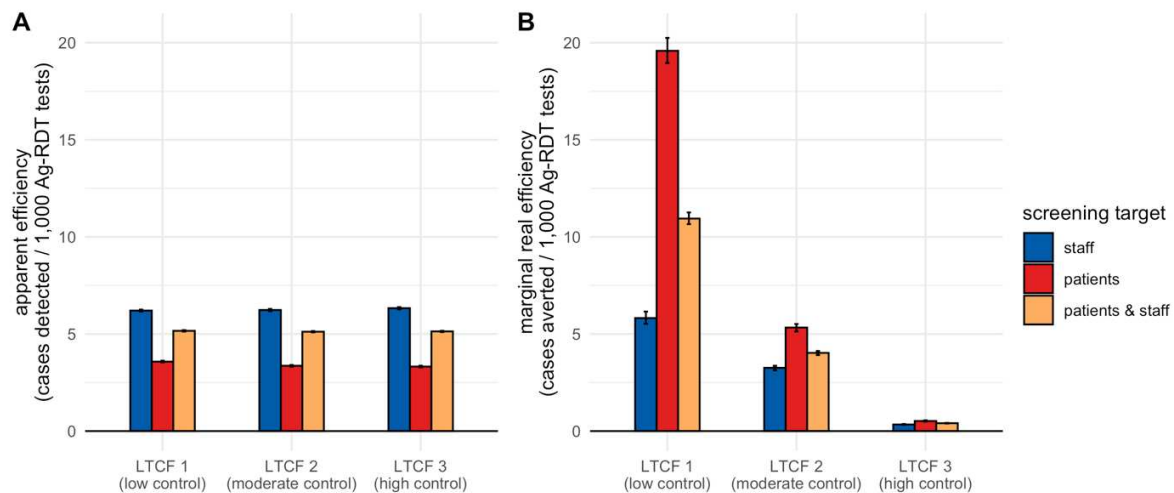 A
apparent efficiency
(cases detected / 1,000 Ag-RDT tests)
20
15
10
5
0
LTCF 1
(low control)
LTCF 2
(moderate control)
LTCF 3
(high control)
B
marginal real efficiency
(cases averted / 1,000 Ag-RDT tests)
20
15
10
5
0
LTCF 1
(low control)
LTCF 2
(moderate control)
LTCF 3
(high control)
screening target
staff
patients
patients & staff